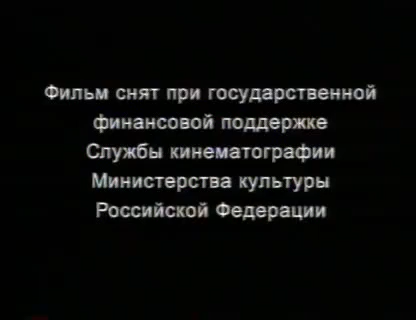 Фильм снят при государственной
финансовой поддержке
Службы кинематографии
Министерства культуры
Российской Федерации